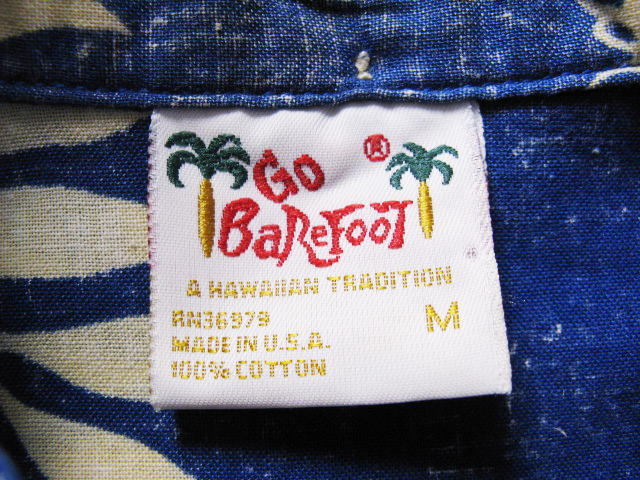 Go ®
BaReFooT
A HAWAIIAN TRADITION
RN36979
MADE IN U.S.A.
100% COTTON
M